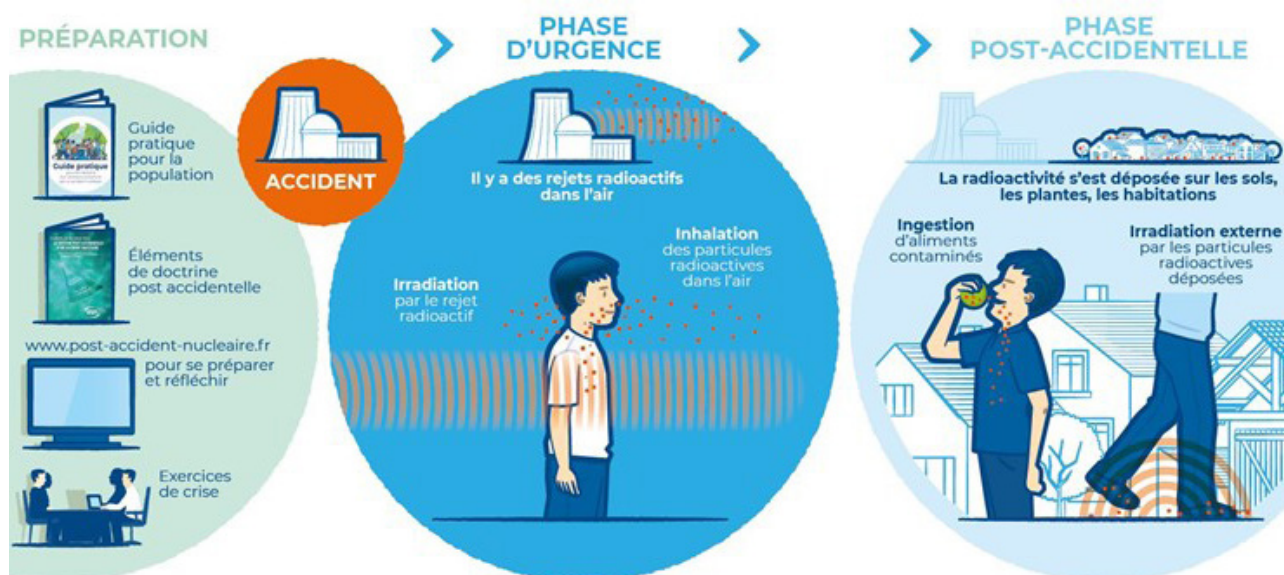 PRÉPARATION
Guide
pratique
pour la
population
Guide pratique
Éléments
de doctrine
post accidentelle
www.post-accident-nucleaire.fr
pour se préparer
et réfléchir
Exercices
de crise
ACCIDENT
PHASE
D'URGENCE
Il y a des rejets radioactifs
dans l'air
Irradiation
par le rejet
radioactif
Inhalation
des particules
radioactives
dans l'air
PHASE
POST-ACCIDENTELLE
La radioactivité s'est déposée sur les sols,
les plantes, les habitations
Ingestion
d'aliments
contaminés
Irradiation externe
par les particules
radioactives
déposées